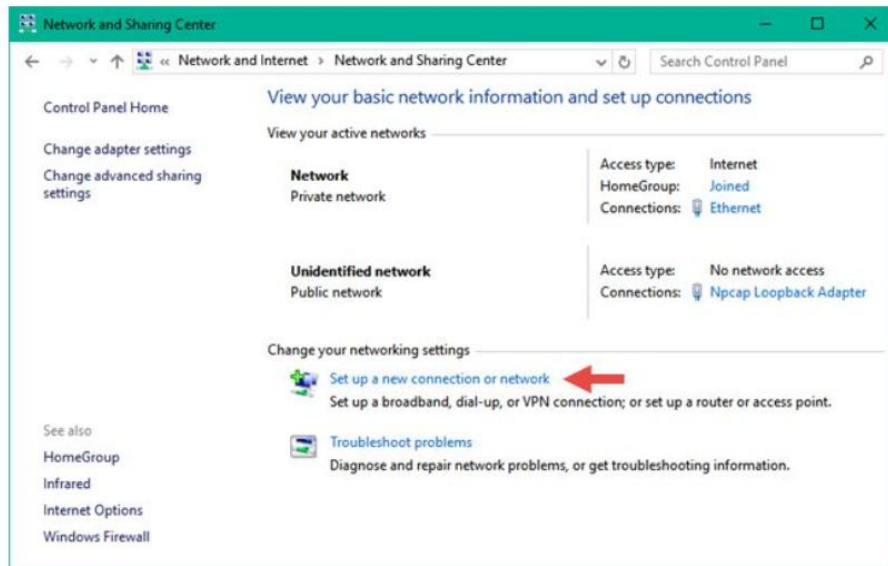 Network and Sharing Center
« Network and Internet › Network and Sharing Center
Search Control Panel
Control Panel Home
Change adapter settings
Change advanced sharing
settings
View your basic network information and set up connections
View your active networks
Network
Private network
Access type: Internet
HomeGroup: Joined
Connections: Ethernet
Unidentified network
Public network
Access type: No network access
Connections: Npcap Loopback Adapter
Change your networking settings
Set up a new connection or network
Set up a broadband, dial-up, or VPN connection; or set up a router or access point.
Troubleshoot problems
Diagnose and repair network problems, or get troubleshooting information.
See also
HomeGroup
Infrared
Internet Options
Windows Firewall